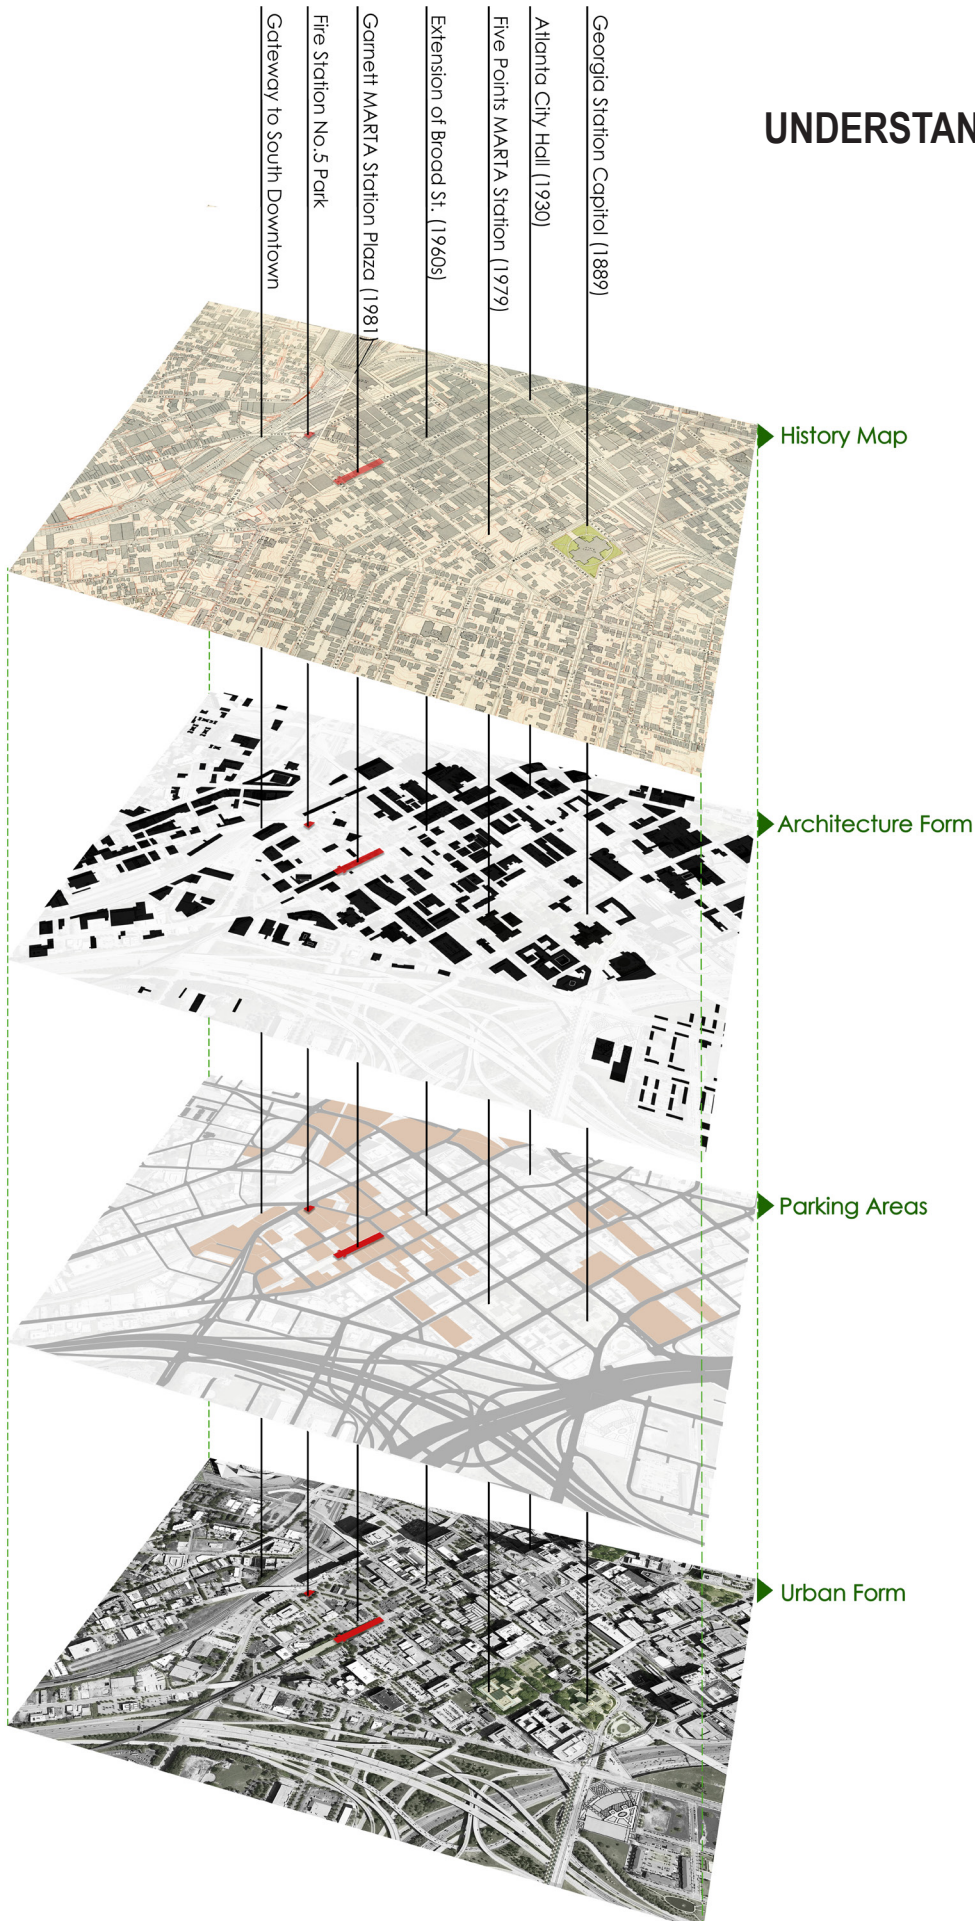 UNDERSTAN
Gateway to South Downtown
Fire Station No.5 Park
Garnett MARTA Station Plaza (1981)
Extension of Broad St. (1960s)
Five Points MARTA Station (1979)
Atlanta City Hall (1930)
Georgia Station Capitol (1889)
History Map
Architecture Form
Parking Areas
Urban Form